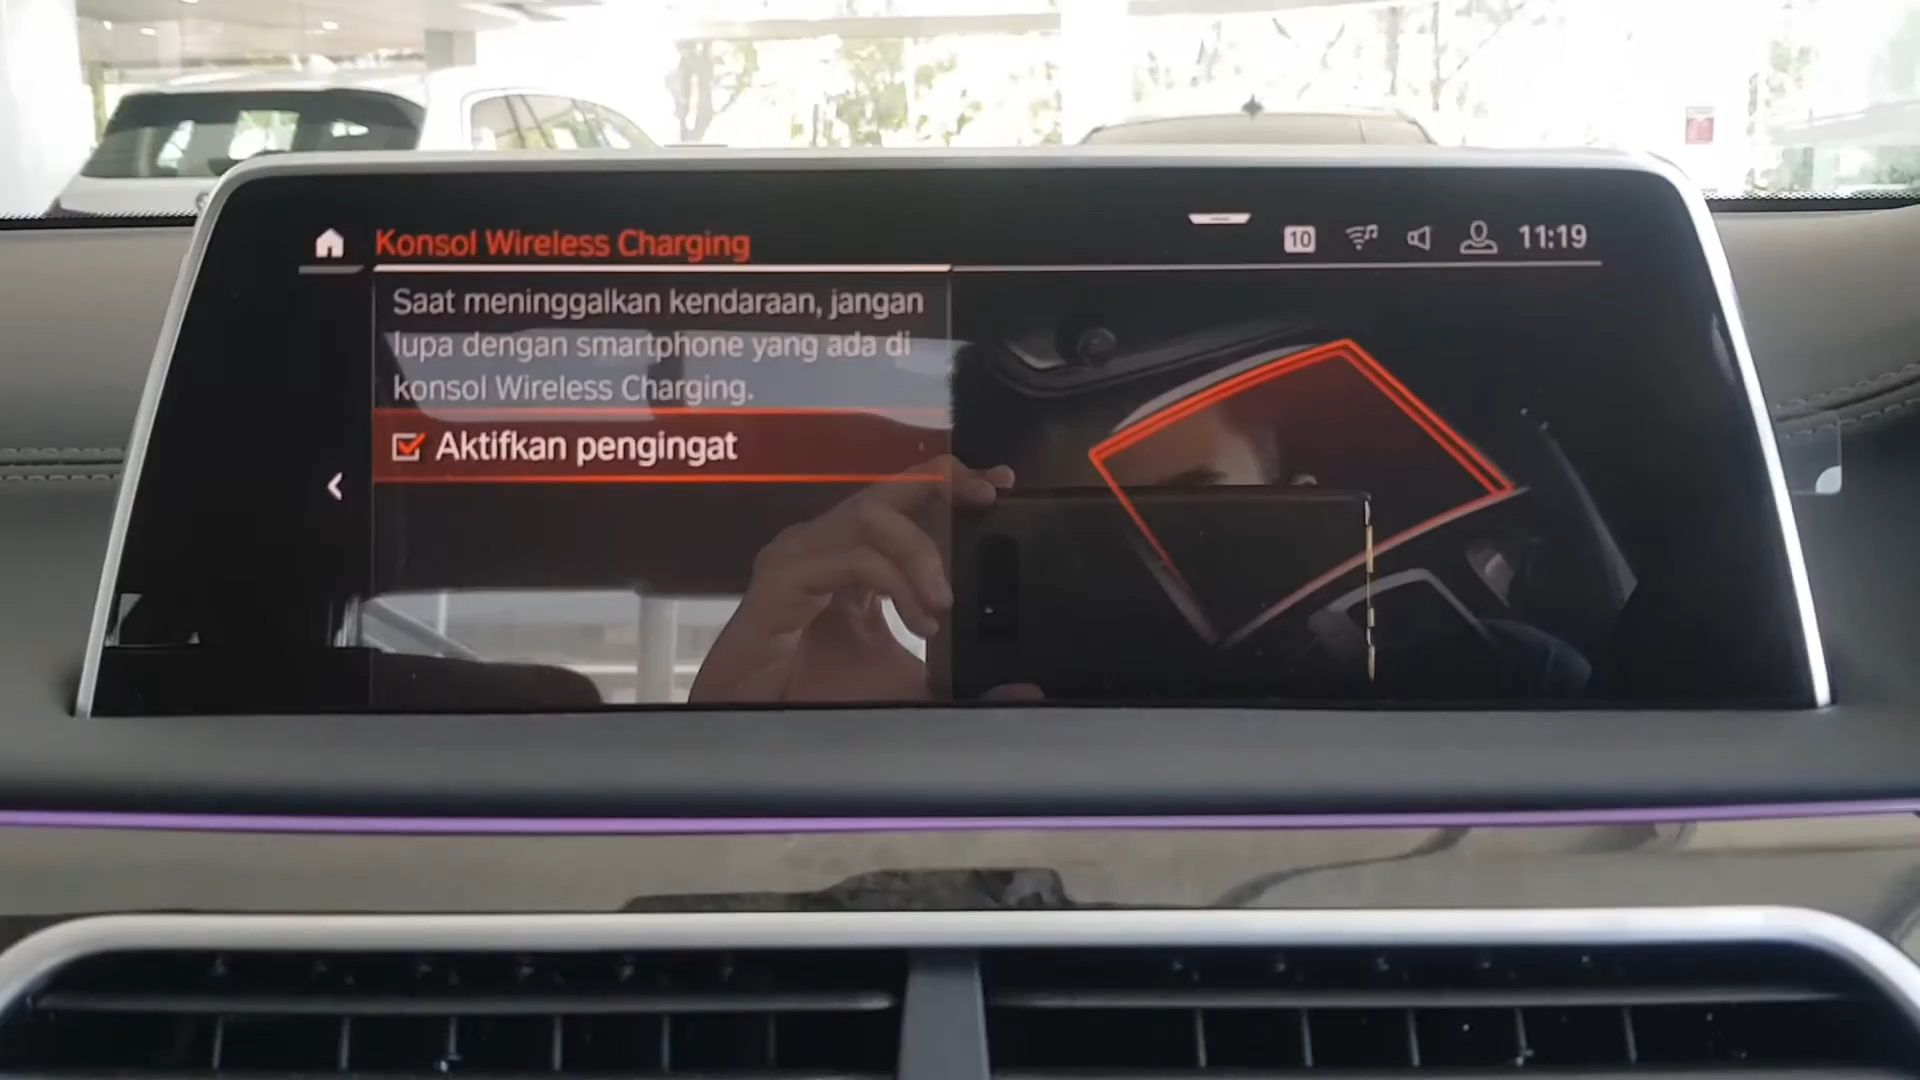 Konsol Wireless Charging
10
11:19
Saat meninggalkan kendaraan, jangan
lupa dengan smartphone yang ada di
konsol Wireless Charging.
Aktifkan pengingat